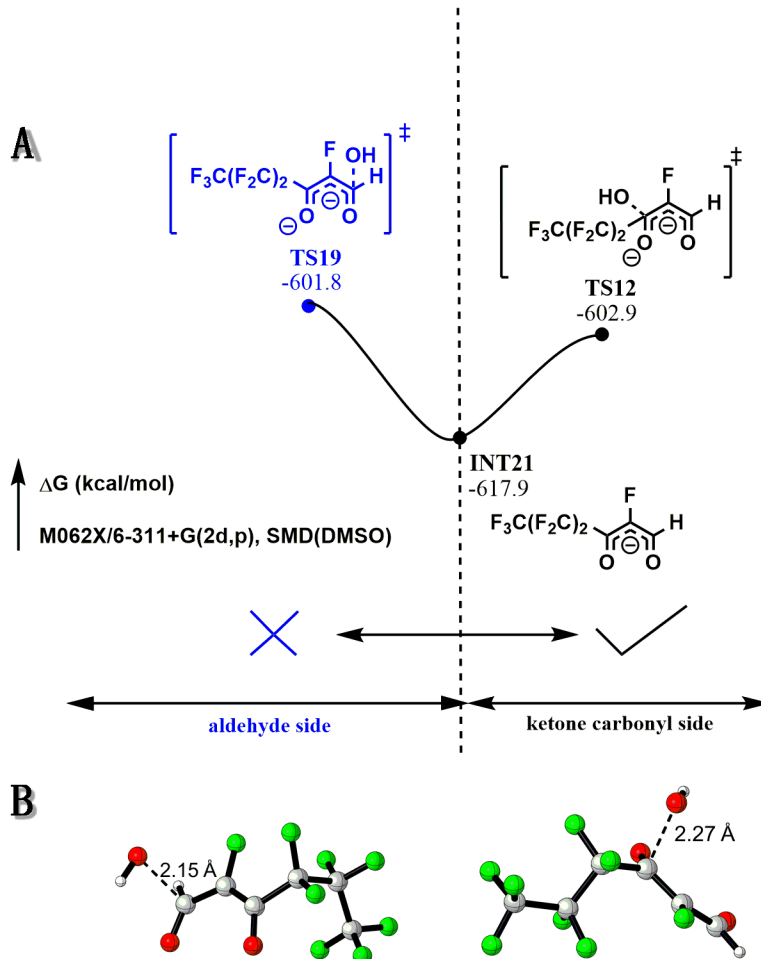 A
F
OH
‡
F₃C(F₂C)₂
H
O
⊖
O
⊖
TS19
-601.8
‡
F
HO
H
F₃C(F₂C)₂
O
⊖
O
⊖
TS12
-602.9
INT21
-617.9
ΔG (kcal/mol)
M062X/6-311+G(2d,p), SMD(DMSO)
F
F₃C(F₂C)₂
H
⊖
O
O
aldehyde side
ketone carbonyl side
B
2.15 Å
2.27 Å